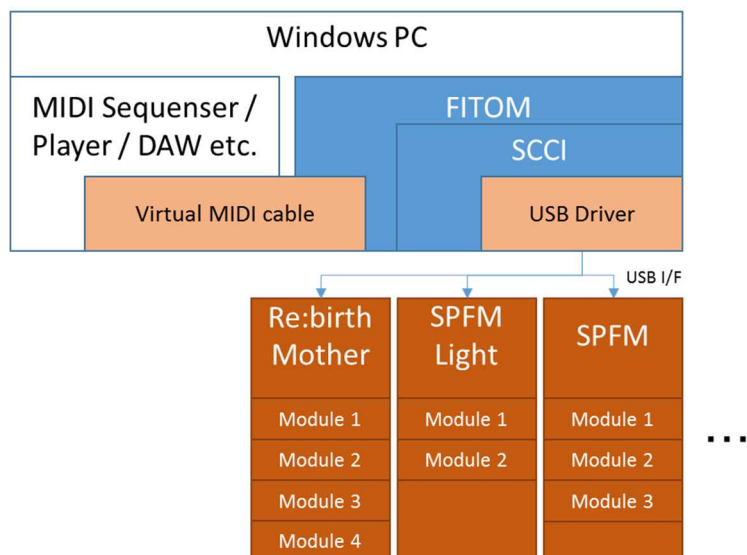 Windows PC
MIDI Sequenser /
Player / DAW etc.
FITOM
SCCI
Virtual MIDI cable
USB Driver
USB I/F
Re:birth
Mother
Module 1
Module 2
Module 3
Module 4
SPFM
Light
Module 1
Module 2
SPFM
Module 1
Module 2
Module 3
...